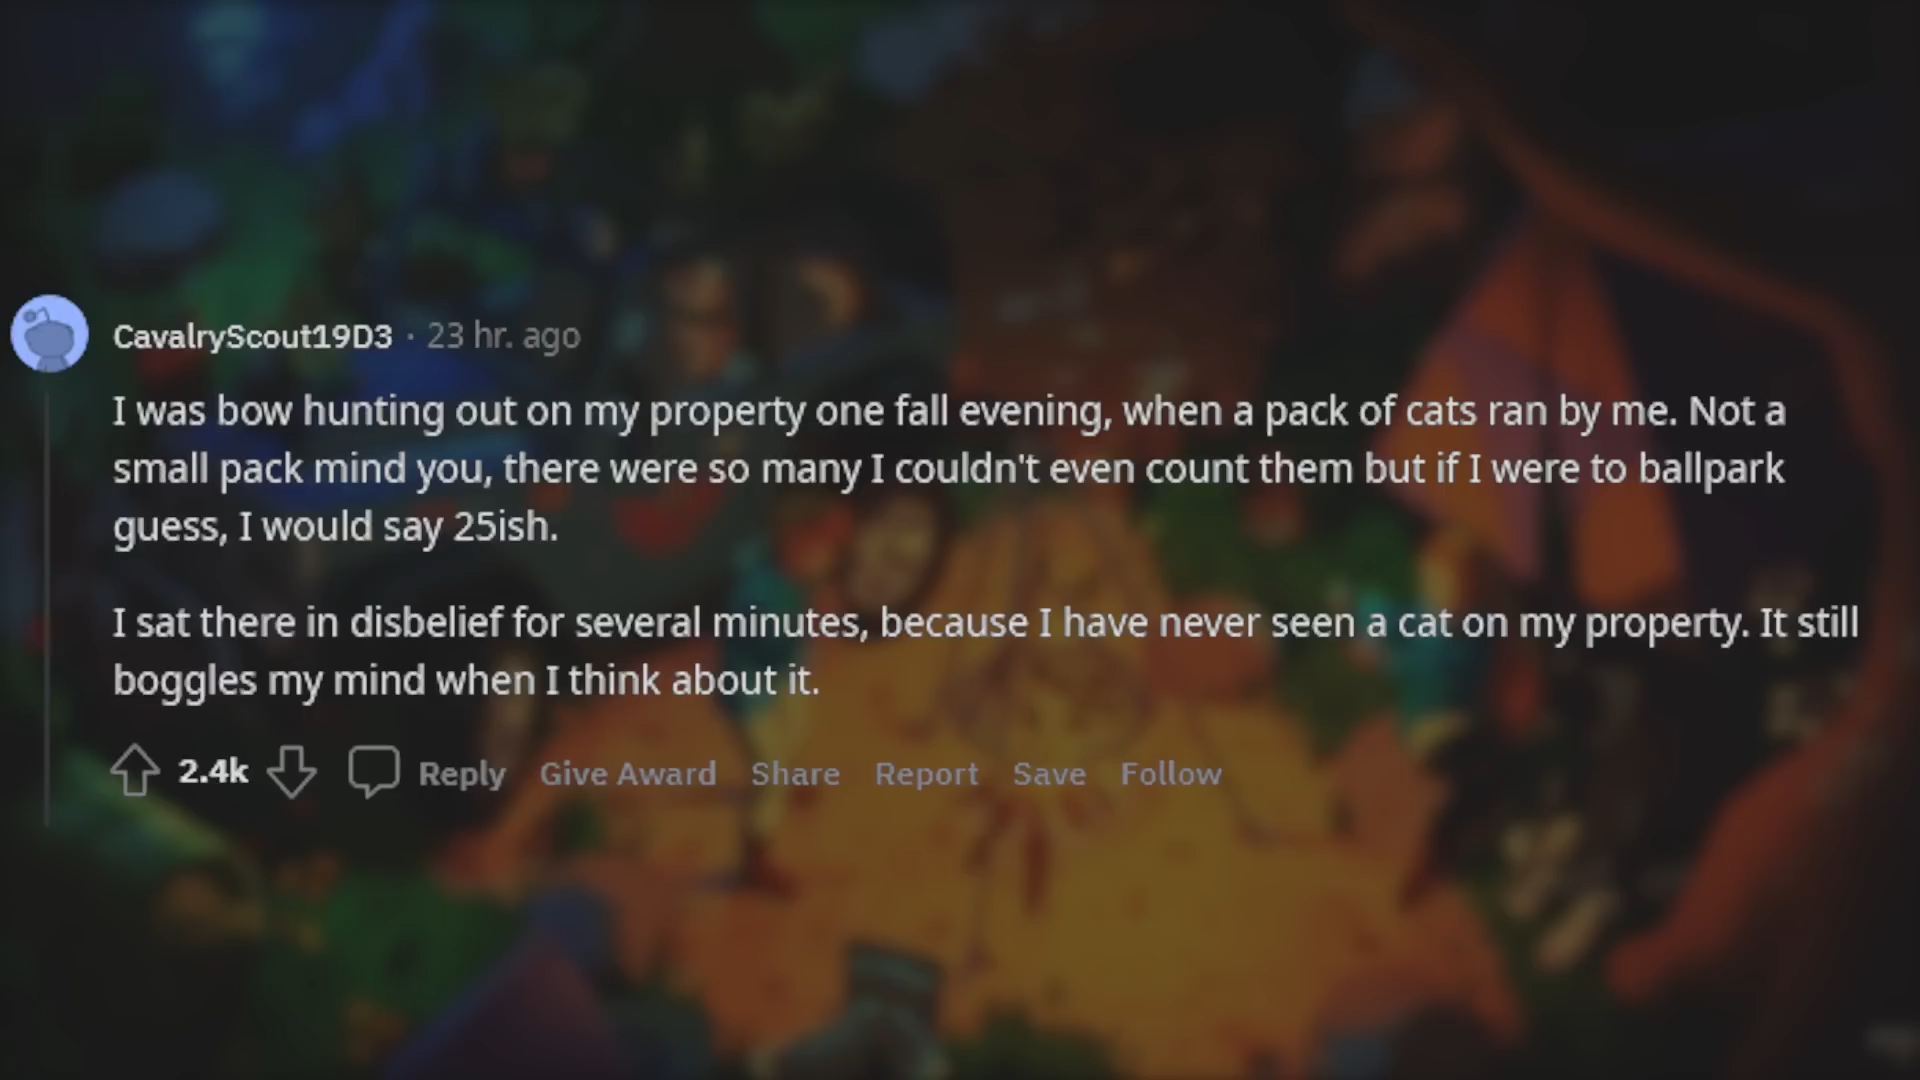 CavalryScout19D3 · 23 hr. ago
I was bow hunting out on my property one fall evening, when a pack of cats ran by me. Not a
small pack mind you, there were so many I couldn't even count them but if I were to ballpark
guess, I would say 25ish.
I sat there in disbelief for several minutes, because I have never seen a cat on my property. It still
boggles my mind when I think about it.
2.4k Reply Give Award Share Report Save Follow